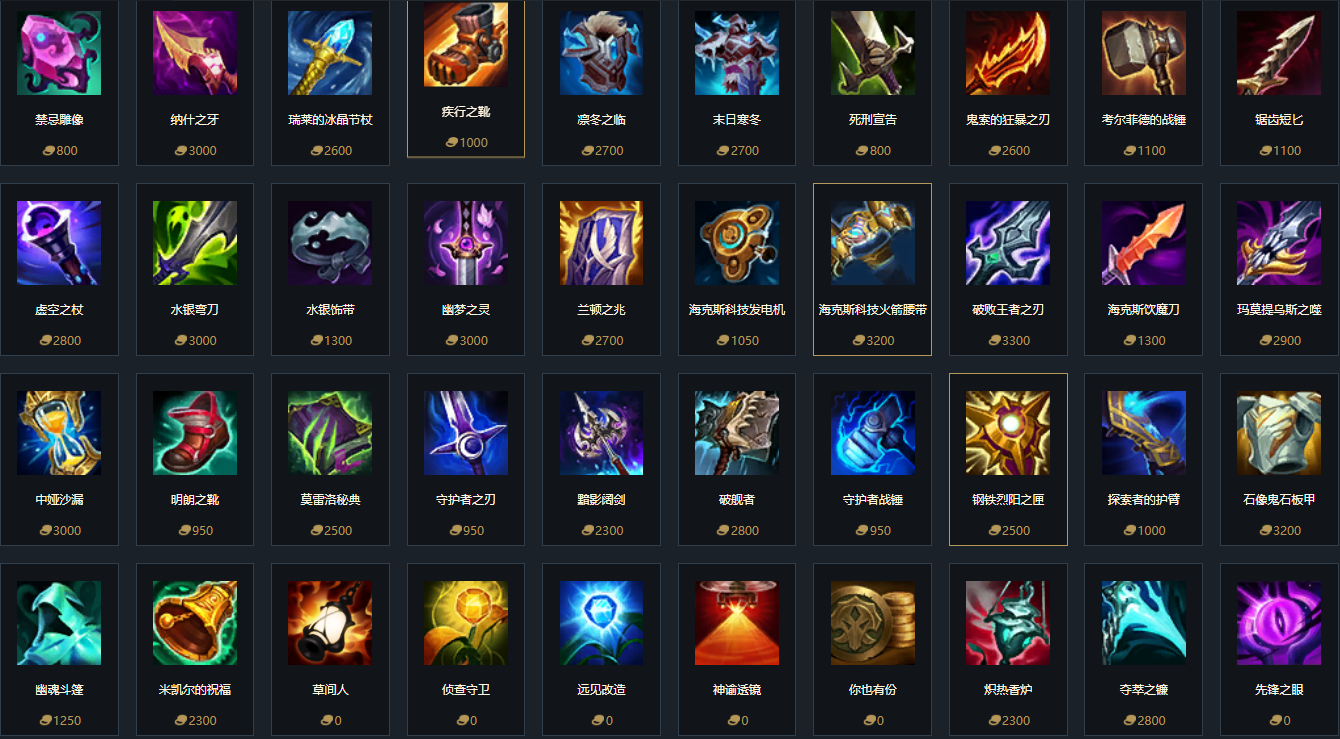 禁忌雕像
800
纳什之牙
3000
瑞莱的冰晶节杖
2600
疾行之靴
1000
凛冬之临
2700
末日寒冬
2700
死刑宣告
800
鬼索的狂暴之刃
2600
考尔菲德的战锤
1100
锯齿短匕
1100
虚空之杖
2800
水银弯刀
3000
水银饰带
1300
幽梦之灵
3000
兰顿之兆
2700
海克斯科技发电机
1050
海克斯科技火箭腰带
3200
破败王者之刃
3300
海克斯饮魔刀
1300
玛莫提乌斯之噬
2900
中娅沙漏
3000
明朗之靴
950
莫雷洛秘典
2500
守护者之刃
950
黯影阔剑
2300
破舰者
2800
守护者战锤
950
钢铁烈阳之匣
2500
探索者的护臂
1000
石像鬼石板甲
3200
幽魂斗篷
1250
米凯尔的祝福
2300
草间人
0
侦查守卫
0
远见改造
0
神谕透镜
0
你也有份
0
炽热香炉
2300
夺萃之镰
2800
先锋之眼
0